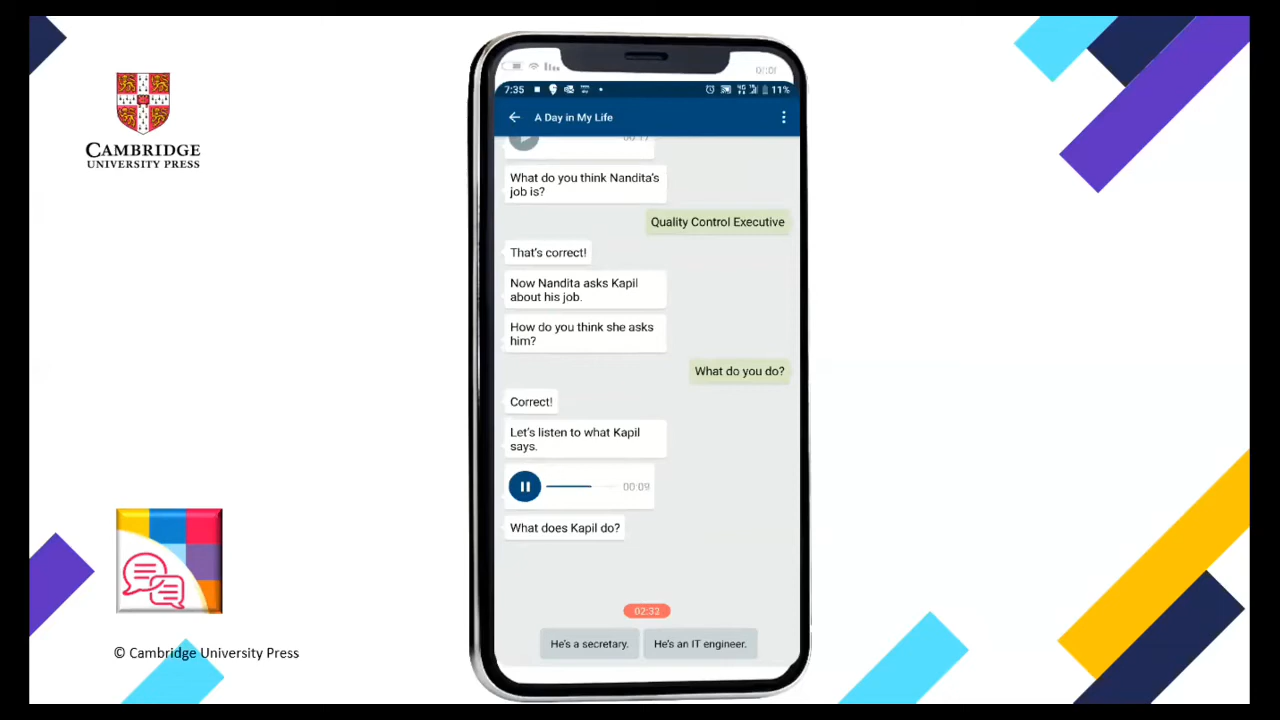 CAMBRIDGE
UNIVERSITY PRESS
7:35
11%
A Day in My Life
What do you think Nandita's
job is?
Quality Control Executive
That's correct!
Now Nandita asks Kapil
about his job.
How do you think she asks
him?
What do you do?
Correct!
Let's listen to what Kapil
says.
00:09
What does Kapil do?
02:33
He's a secretary.
He's an IT engineer.
© Cambridge University Press